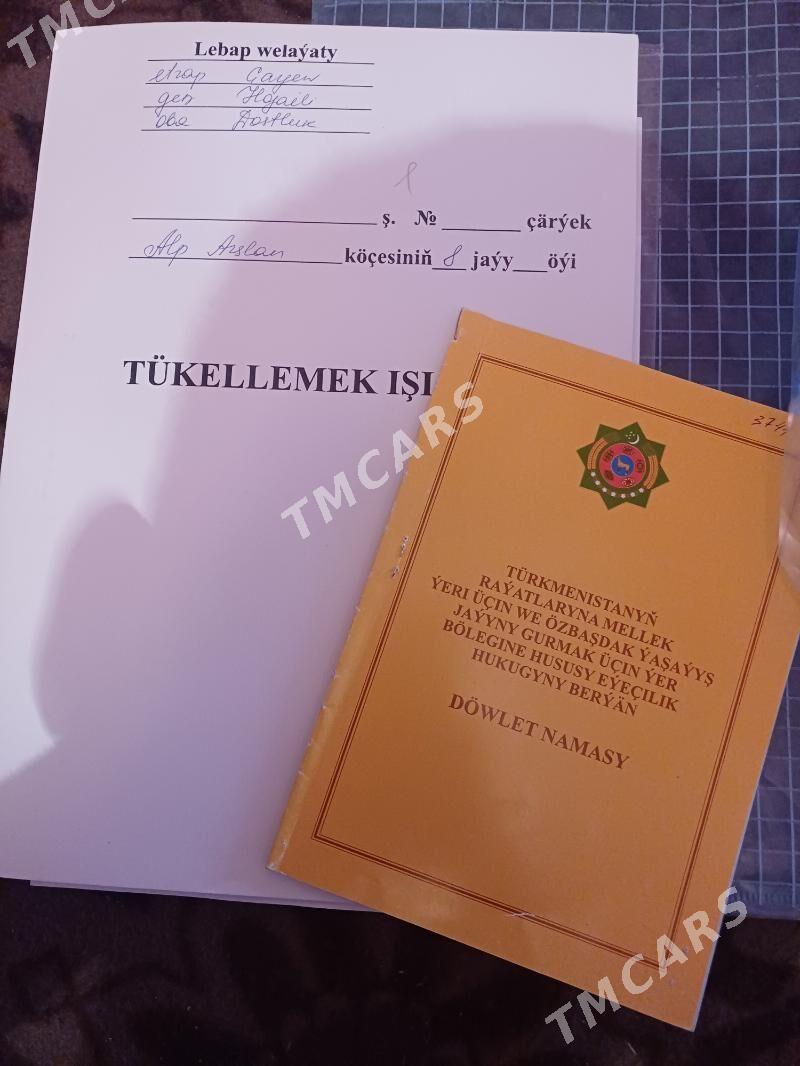 TMCARS
Lebap welaýaty
etrap Çärjew
geň Hojaili
oba Dostluk
ş. № çärýek
Alp Arslan köçesiniň 8 jaýy öýi
TÜKELLEMEK IŞI
TMCARS
TÜRKMENISTANYŇ
RAÝATLARYNA MELLEK
ÝERI ÜÇIN WE ÖZBAŞDAK ÝAŞAÝYŞ
JAÝYNY GURMAK ÜÇIN ÝER
BÖLEGINE HUSUSY EÝEÇILIK
HUKUGYNY BERÝÄN
DÖWLET NAMASY
TMCARS